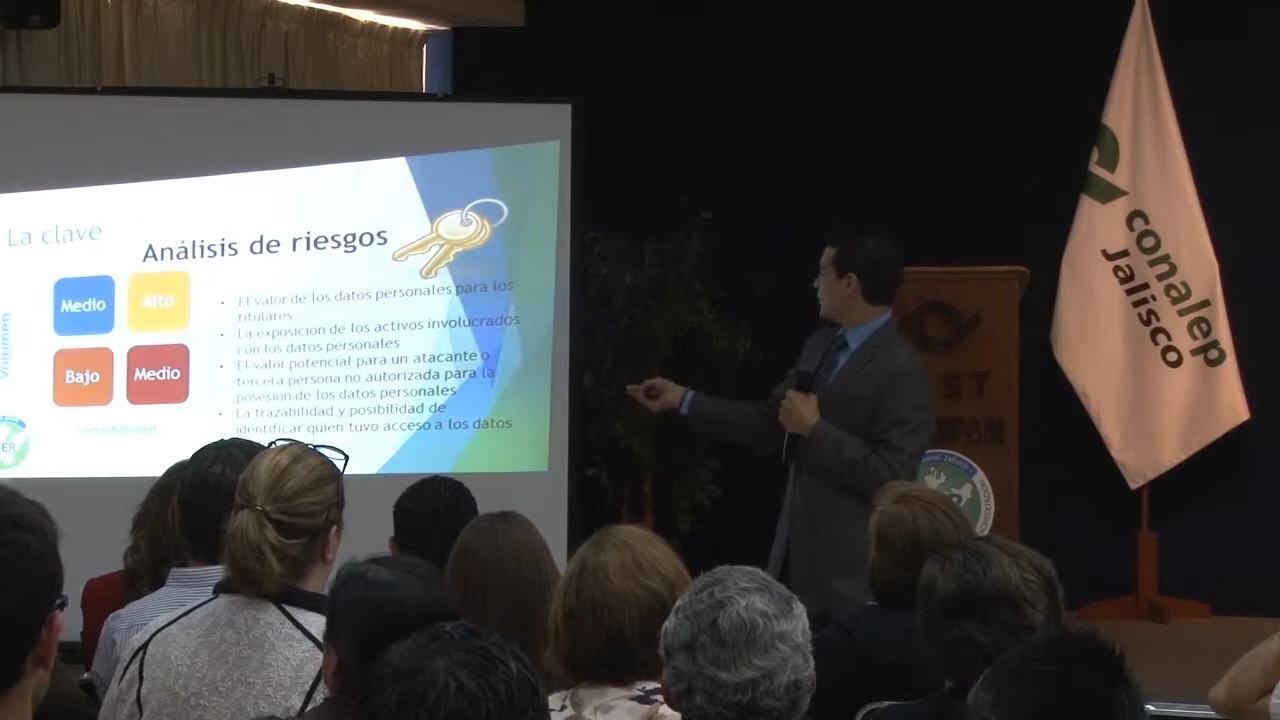 La clave
Análisis de riesgos
Medio
Alto
Bajo
Medio
Volumen
Sensibilidad
• El valor de los datos personales para los
titulares
• La exposición de los activos involucrados
con los datos personales
• El valor potencial para un atacante o
tercera persona no autorizada para la
posesión de los datos personales
• La trazabilidad y posibilidad de
identificar quien tuvo acceso a los datos
conalep
Jalisco